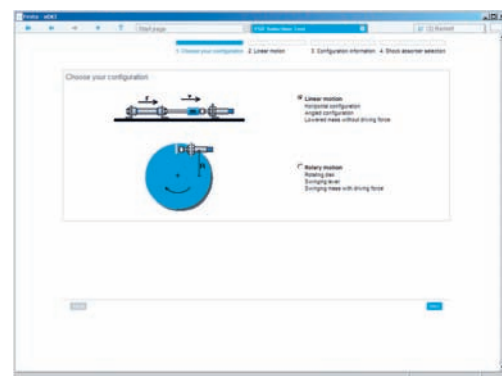 Start page
1 Choose your configuration 2 Linear motion 3 Configuration information 4 Shock absorber selection
Choose your configuration
Linear motion
Horizontal configuration
Angled configuration
Lowered mass without driving force
Rotary motion
Rotating disc
Swinging lever
Swinging mass with driving force